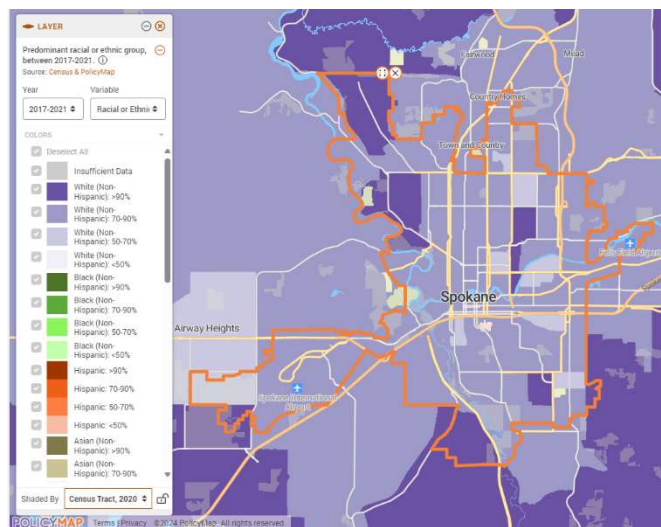 LAYER
Predominant racial or ethnic group,
between 2017-2021.
Source: Census & PolicyMap
Year
Variable
2017-2021
Racial or Ethni
COLORS
Deselect All
Insufficient Data
White (Non-
Hispanic): >90%
White (Non-
Hispanic): 70-90%
White (Non-
Hispanic): 50-70%
White (Non-
Hispanic): <50%
Black (Non-
Hispanic): >90%
Black (Non-
Hispanic): 70-90%
Black (Non-
Hispanic): 50-70%
Black (Non-
Hispanic): <50%
Hispanic: >90%
Hispanic: 70-90%
Hispanic: 50-70%
Hispanic: <50%
Asian (Non-
Hispanic): >90%
Asian (Non-
Hispanic): 70-90%
Shaded By
Census Tract, 2020
POLICYMAP
Terms | Privacy ©2024 PolicyMap. All rights reserved.
Fairwood
Mead
Country Homes
Town and Country
Felts Field Airport
Spokane
Airway Heights
Spokane International
Airport